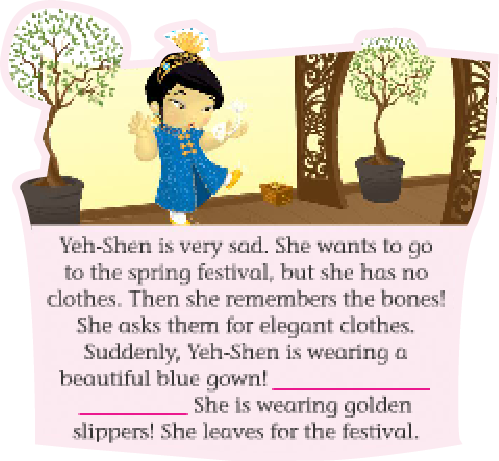 Yeh-Shen is very sad. She wants to go
to the spring festival, but she has no
clothes. Then she remembers the bones!
She asks them for elegant clothes.
Suddenly, Yeh-Shen is wearing a
beautiful blue gown!
She is wearing golden
slippers! She leaves for the festival.